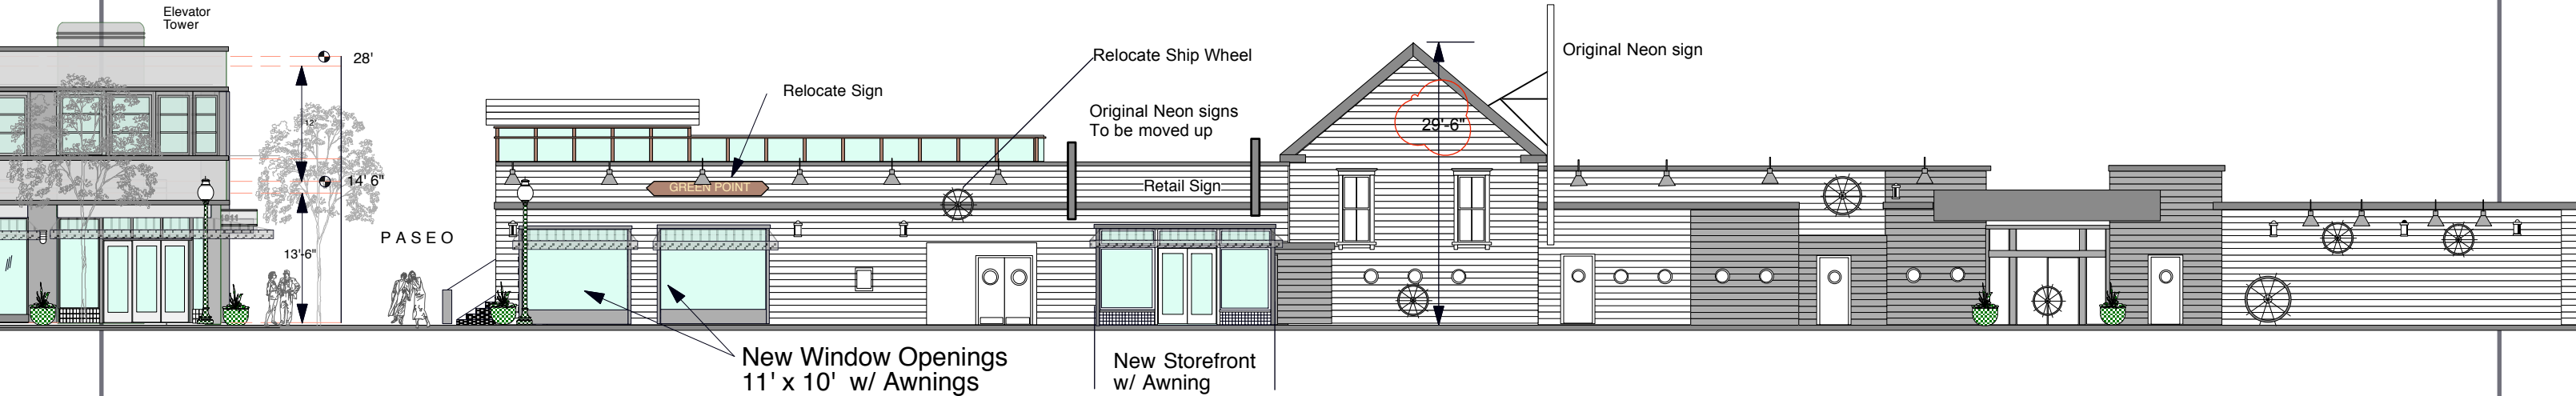 Elevator
Tower
28'
12'
14' 6"
13'-6"
1811
PASEO
Relocate Sign
GREEN POINT
Relocate Ship Wheel
Original Neon signs
To be moved up
Retail Sign
29'-6"
Original Neon sign
New Window Openings
11' x 10' w/ Awnings
New Storefront
w/ Awning